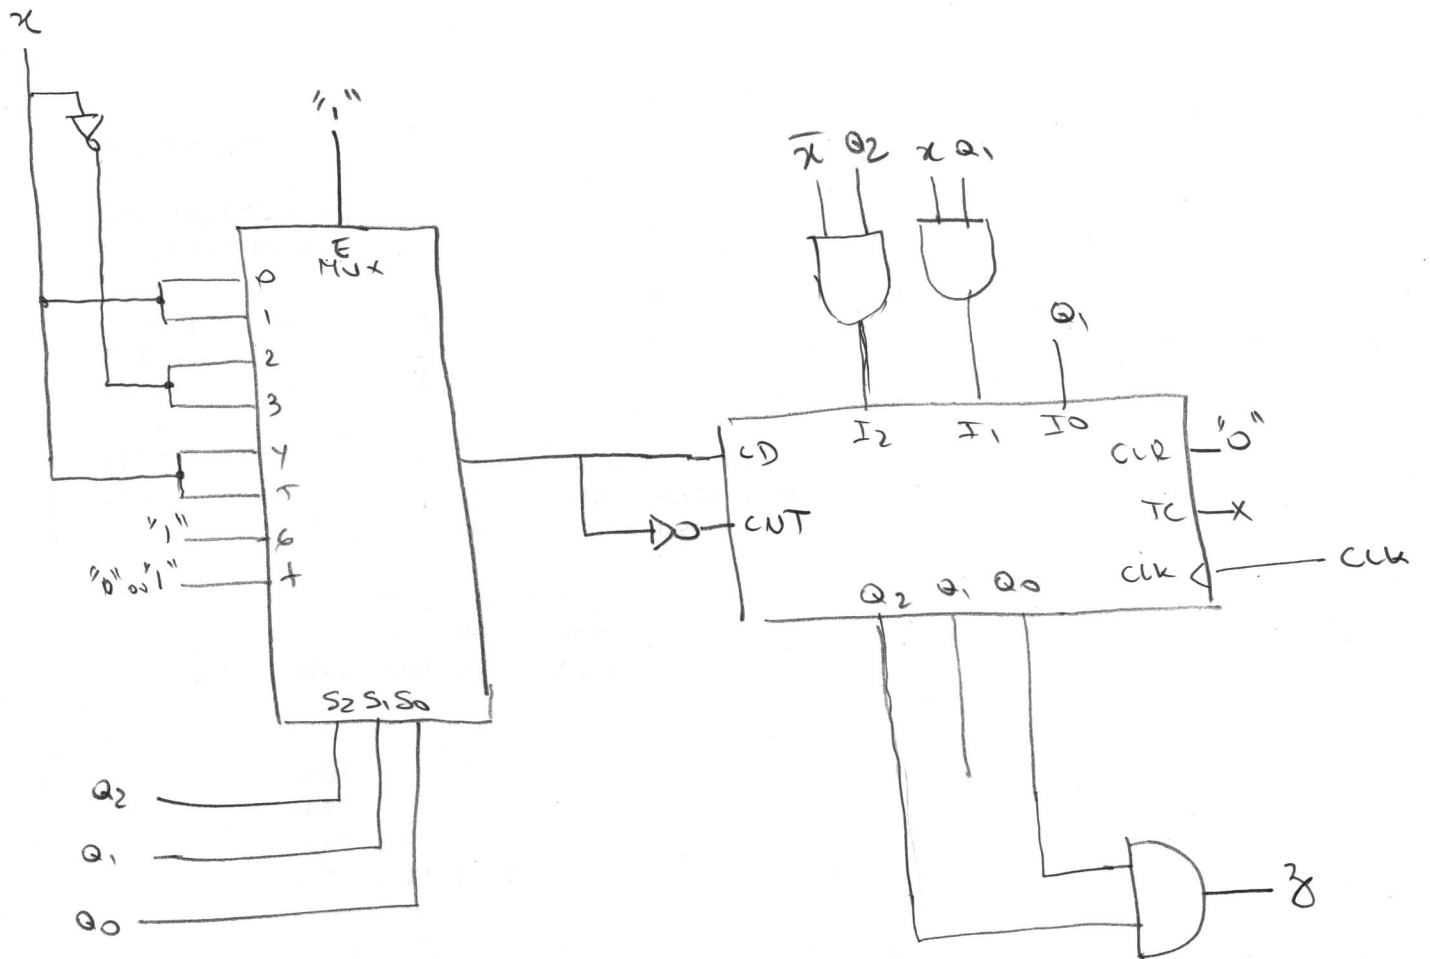 x
"1"
E
MUX
0
1
2
3
4
5
"1" 6
"0" or "1" 7
S2 S1 S0
Q2
Q1
Q0
x̅ Q2 x Q1
Q1
I2 I1 I0
LD
CNT
CLR "0"
TC X
CLK CLK
Q2 Q1 Q0
z